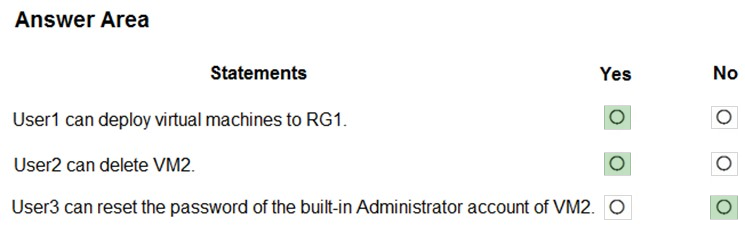 Answer Area
Statements Yes No
User1 can deploy virtual machines to RG1.
User2 can delete VM2.
User3 can reset the password of the built-in Administrator account of VM2.